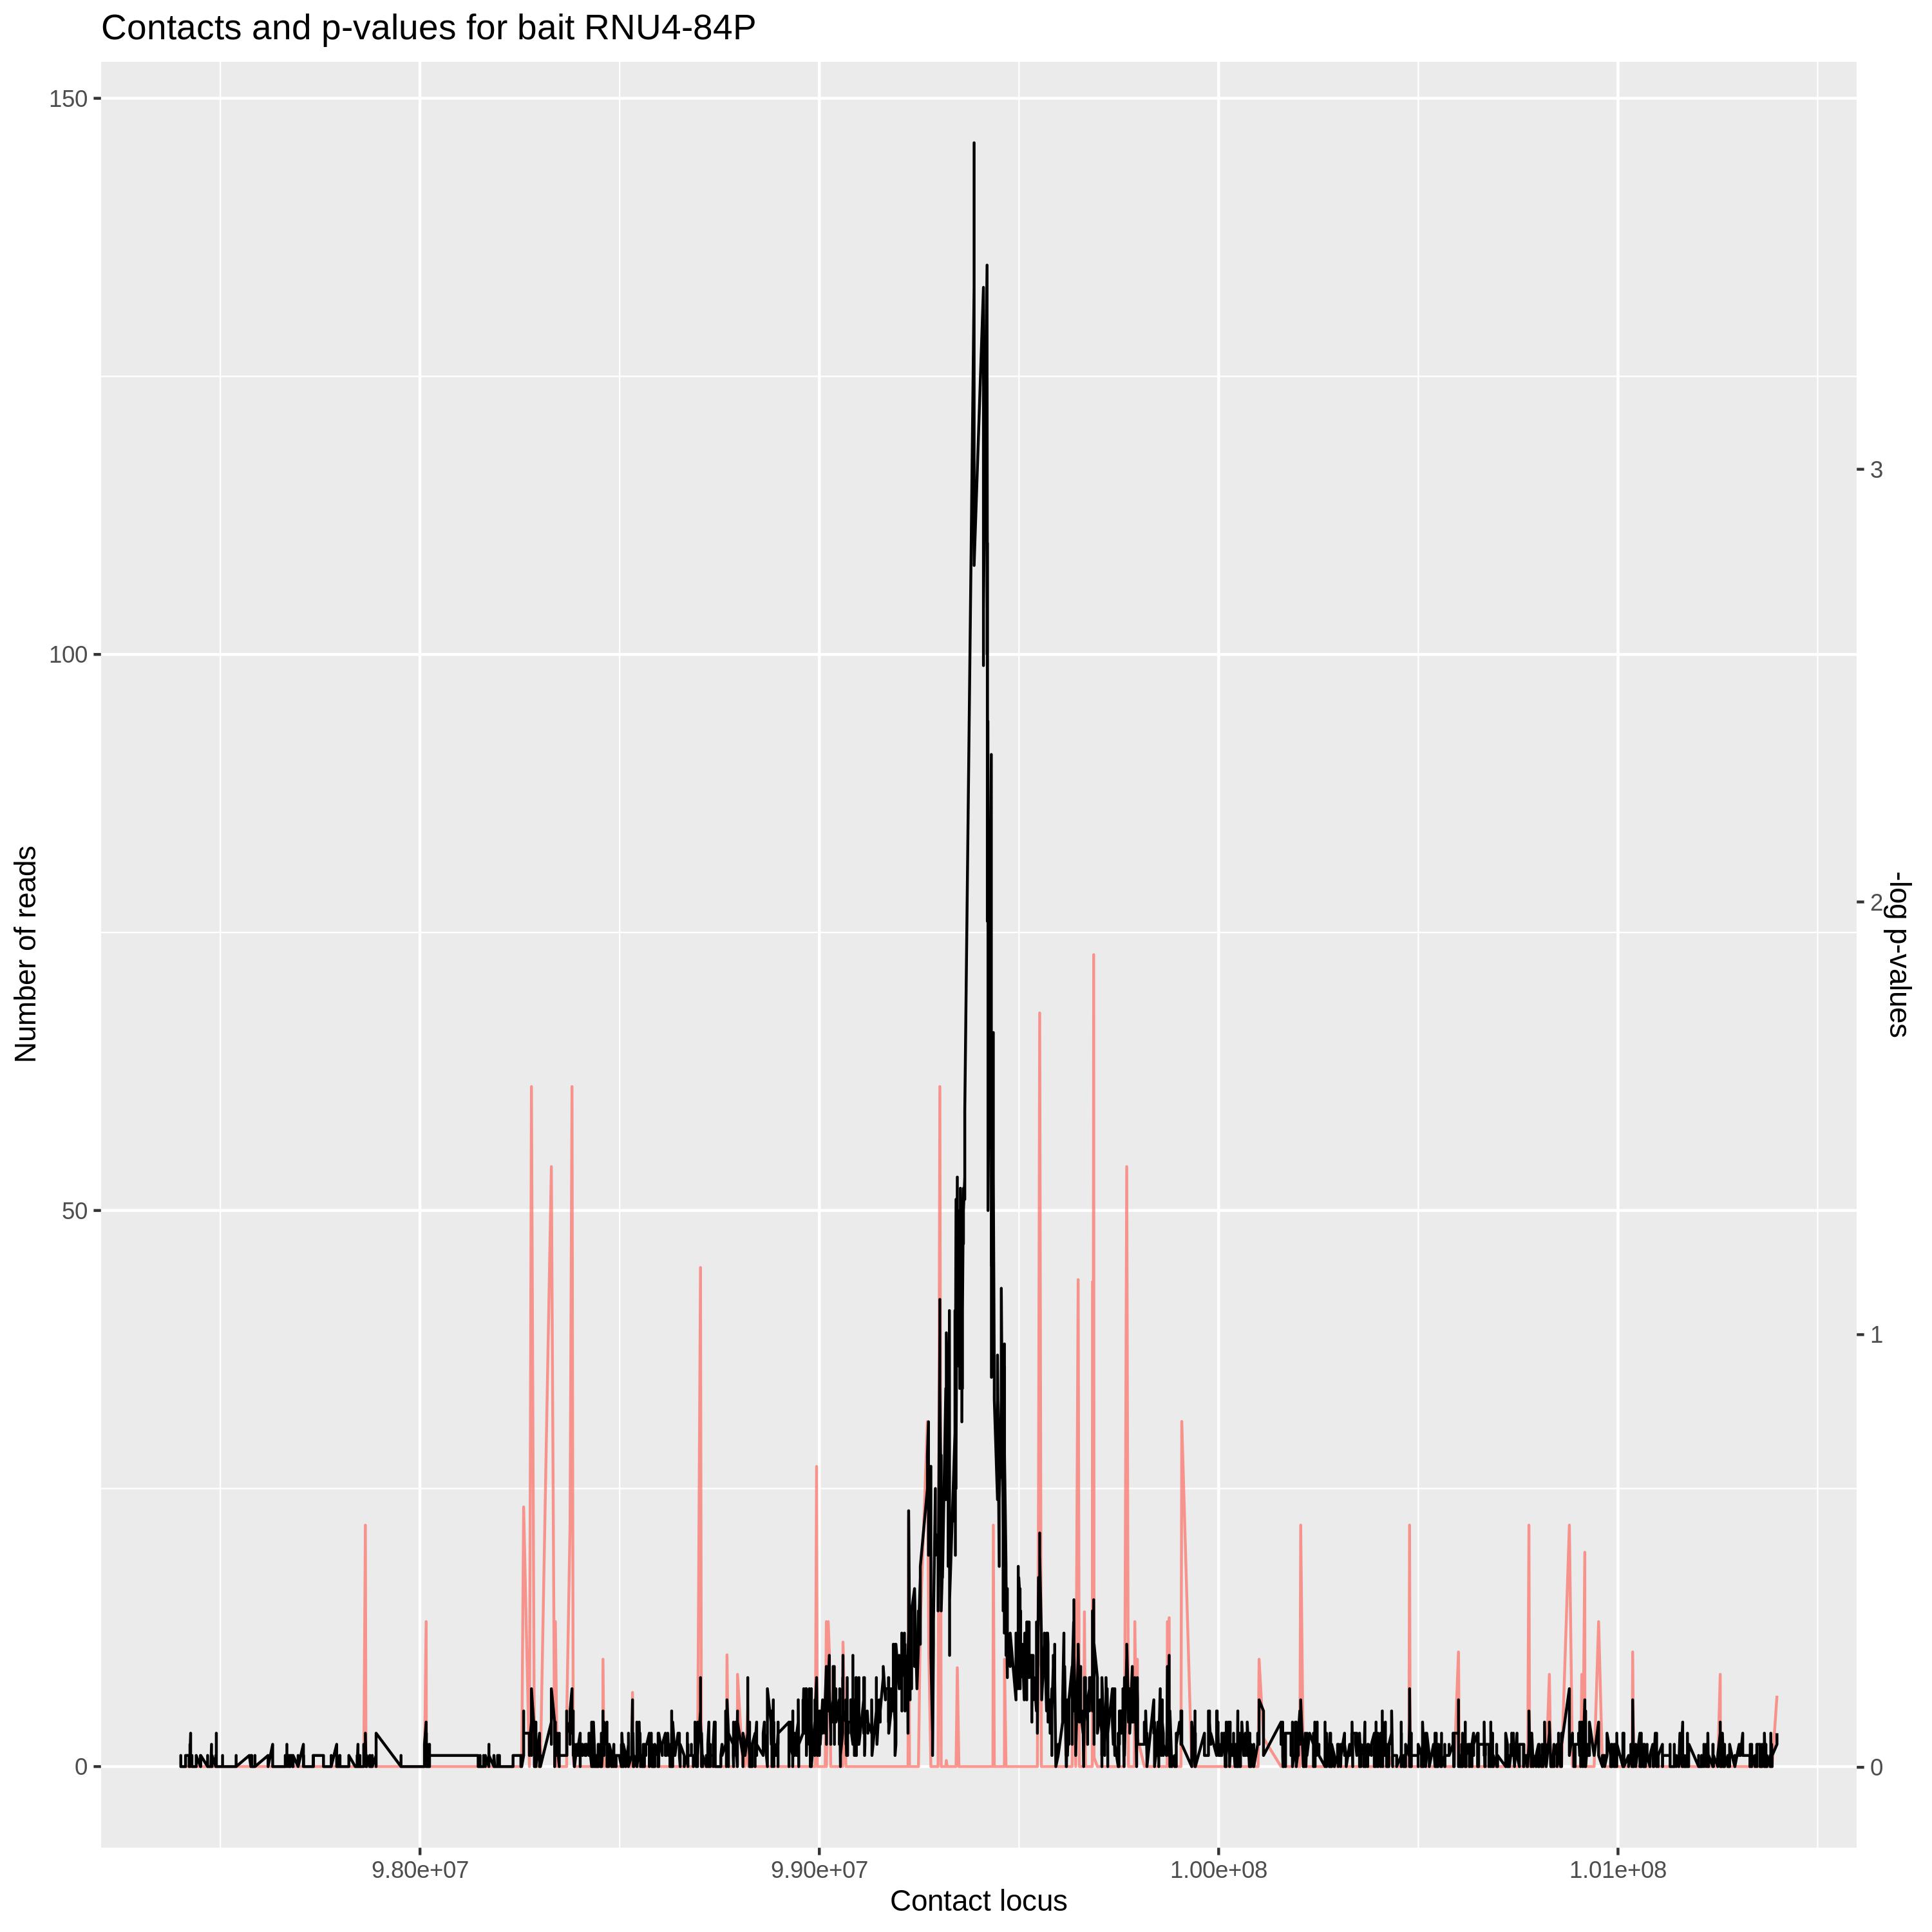 Contacts and p-values for bait RNU4-84P
150
100
50
0
Number of reads
3
2
1
0
-log p-values
9.80e+07
9.90e+07
1.00e+08
1.01e+08
Contact locus